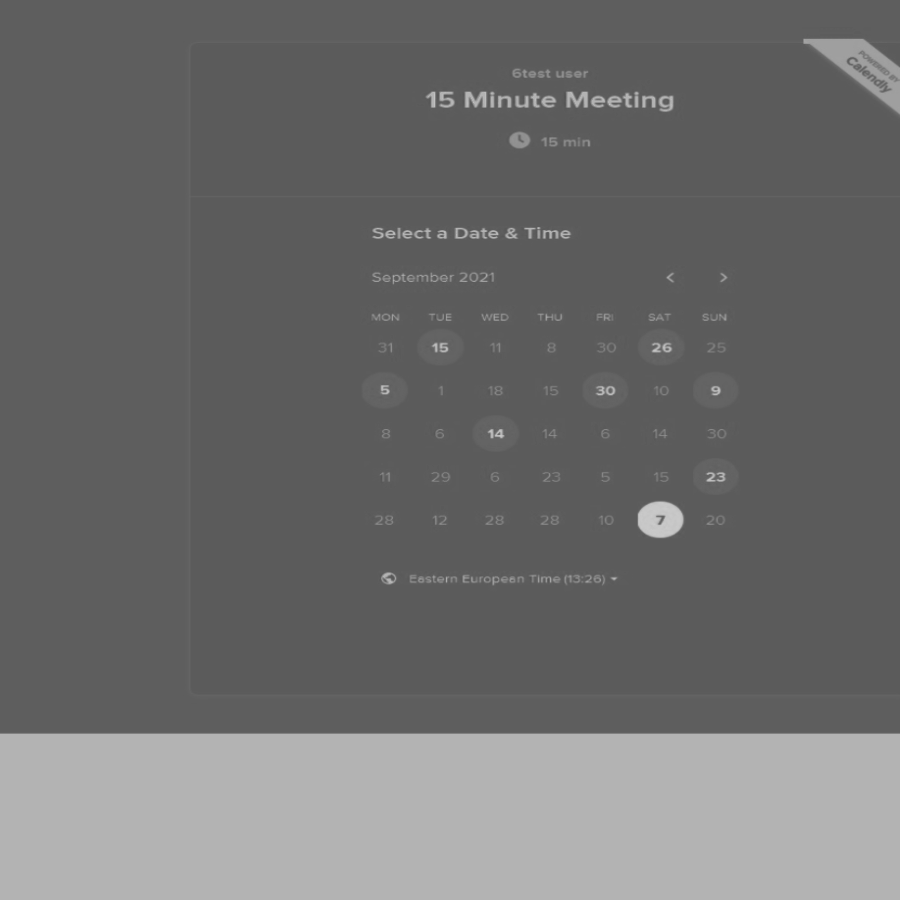 6test user
15 Minute Meeting
15 min
POWERED BY
Calendly
Select a Date & Time
September 2021 < >
MON TUE WED THU FRI SAT SUN
31 15 11 8 30 26 25
5 1 18 15 30 10 9
8 6 14 14 6 14 30
11 29 6 23 5 15 23
28 12 28 28 10 7 20
Eastern European Time (13:26)